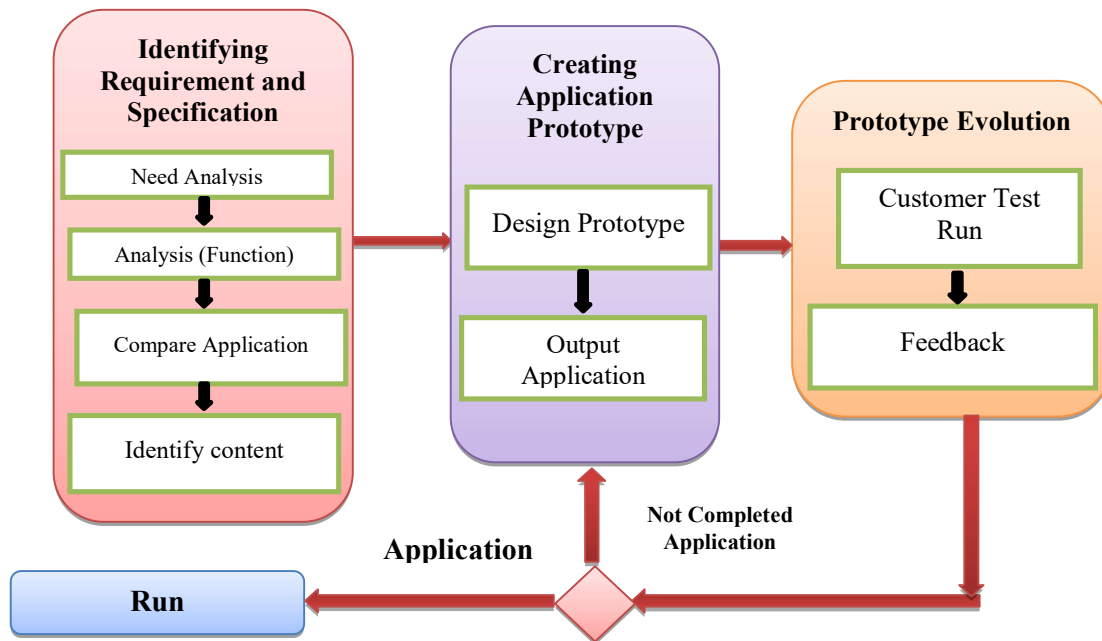 Identifying
Requirement and
Specification
Need Analysis
Analysis (Function)
Compare Application
Identify content
Creating
Application
Prototype
Design Prototype
Output
Application
Prototype Evolution
Customer Test
Run
Feedback
Not Completed
Application
Application
Run